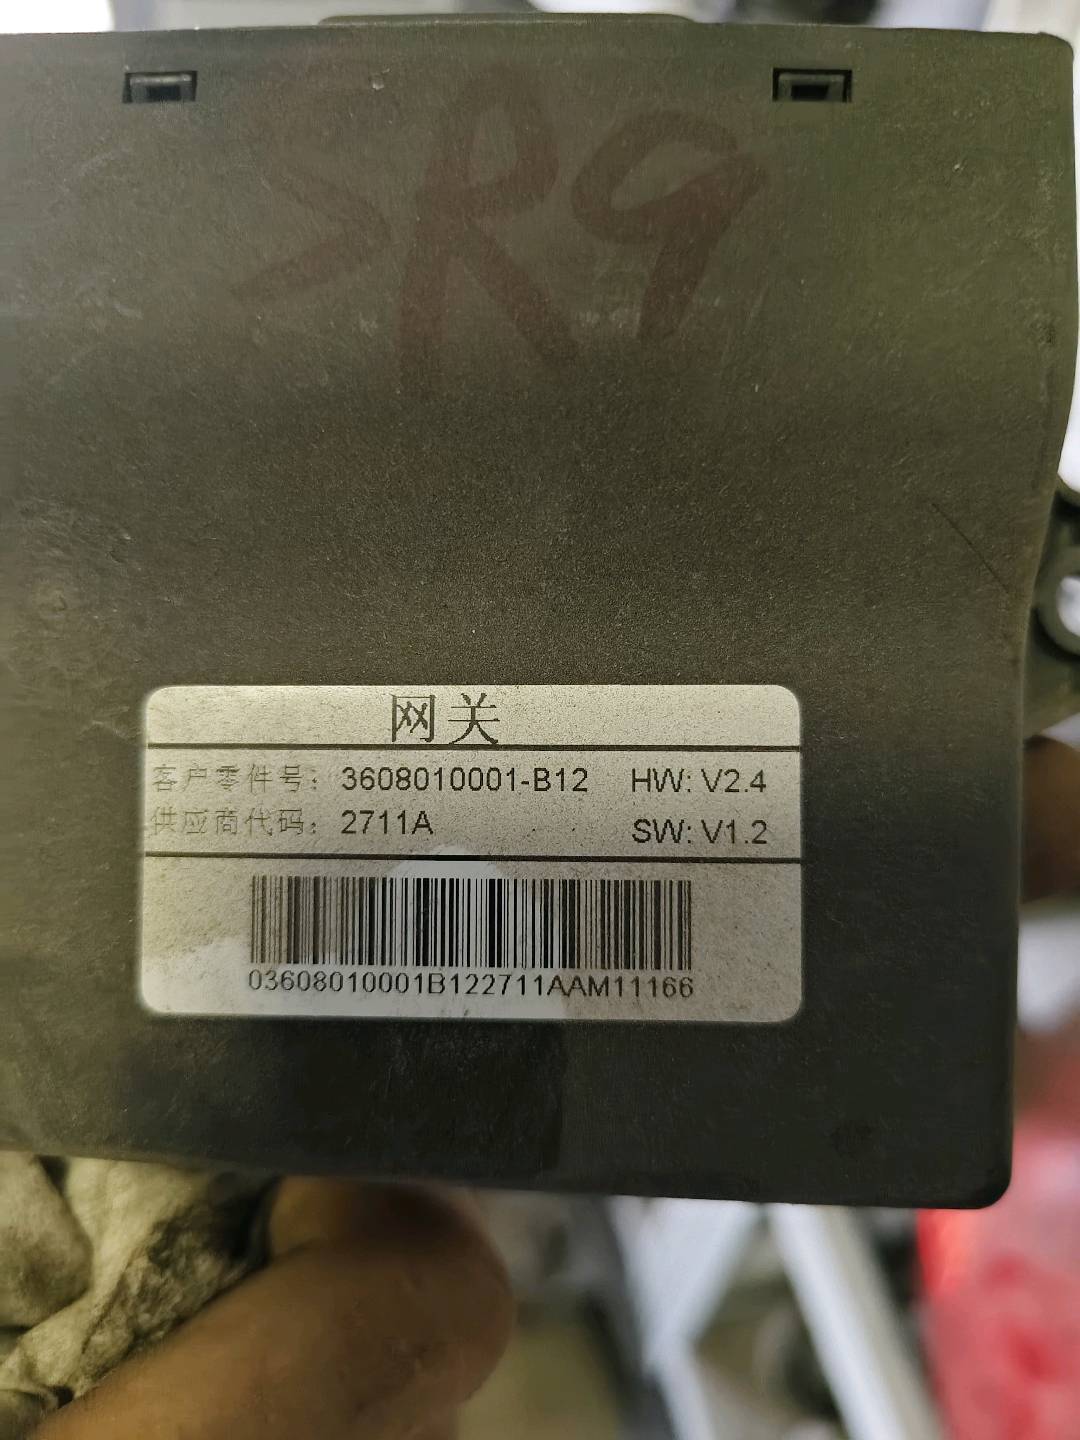 SR9
网关
客户零件号：3608010001-B12 HW: V2.4
供应商代码：2711A SW: V1.2
03608010001B122711AAM11166